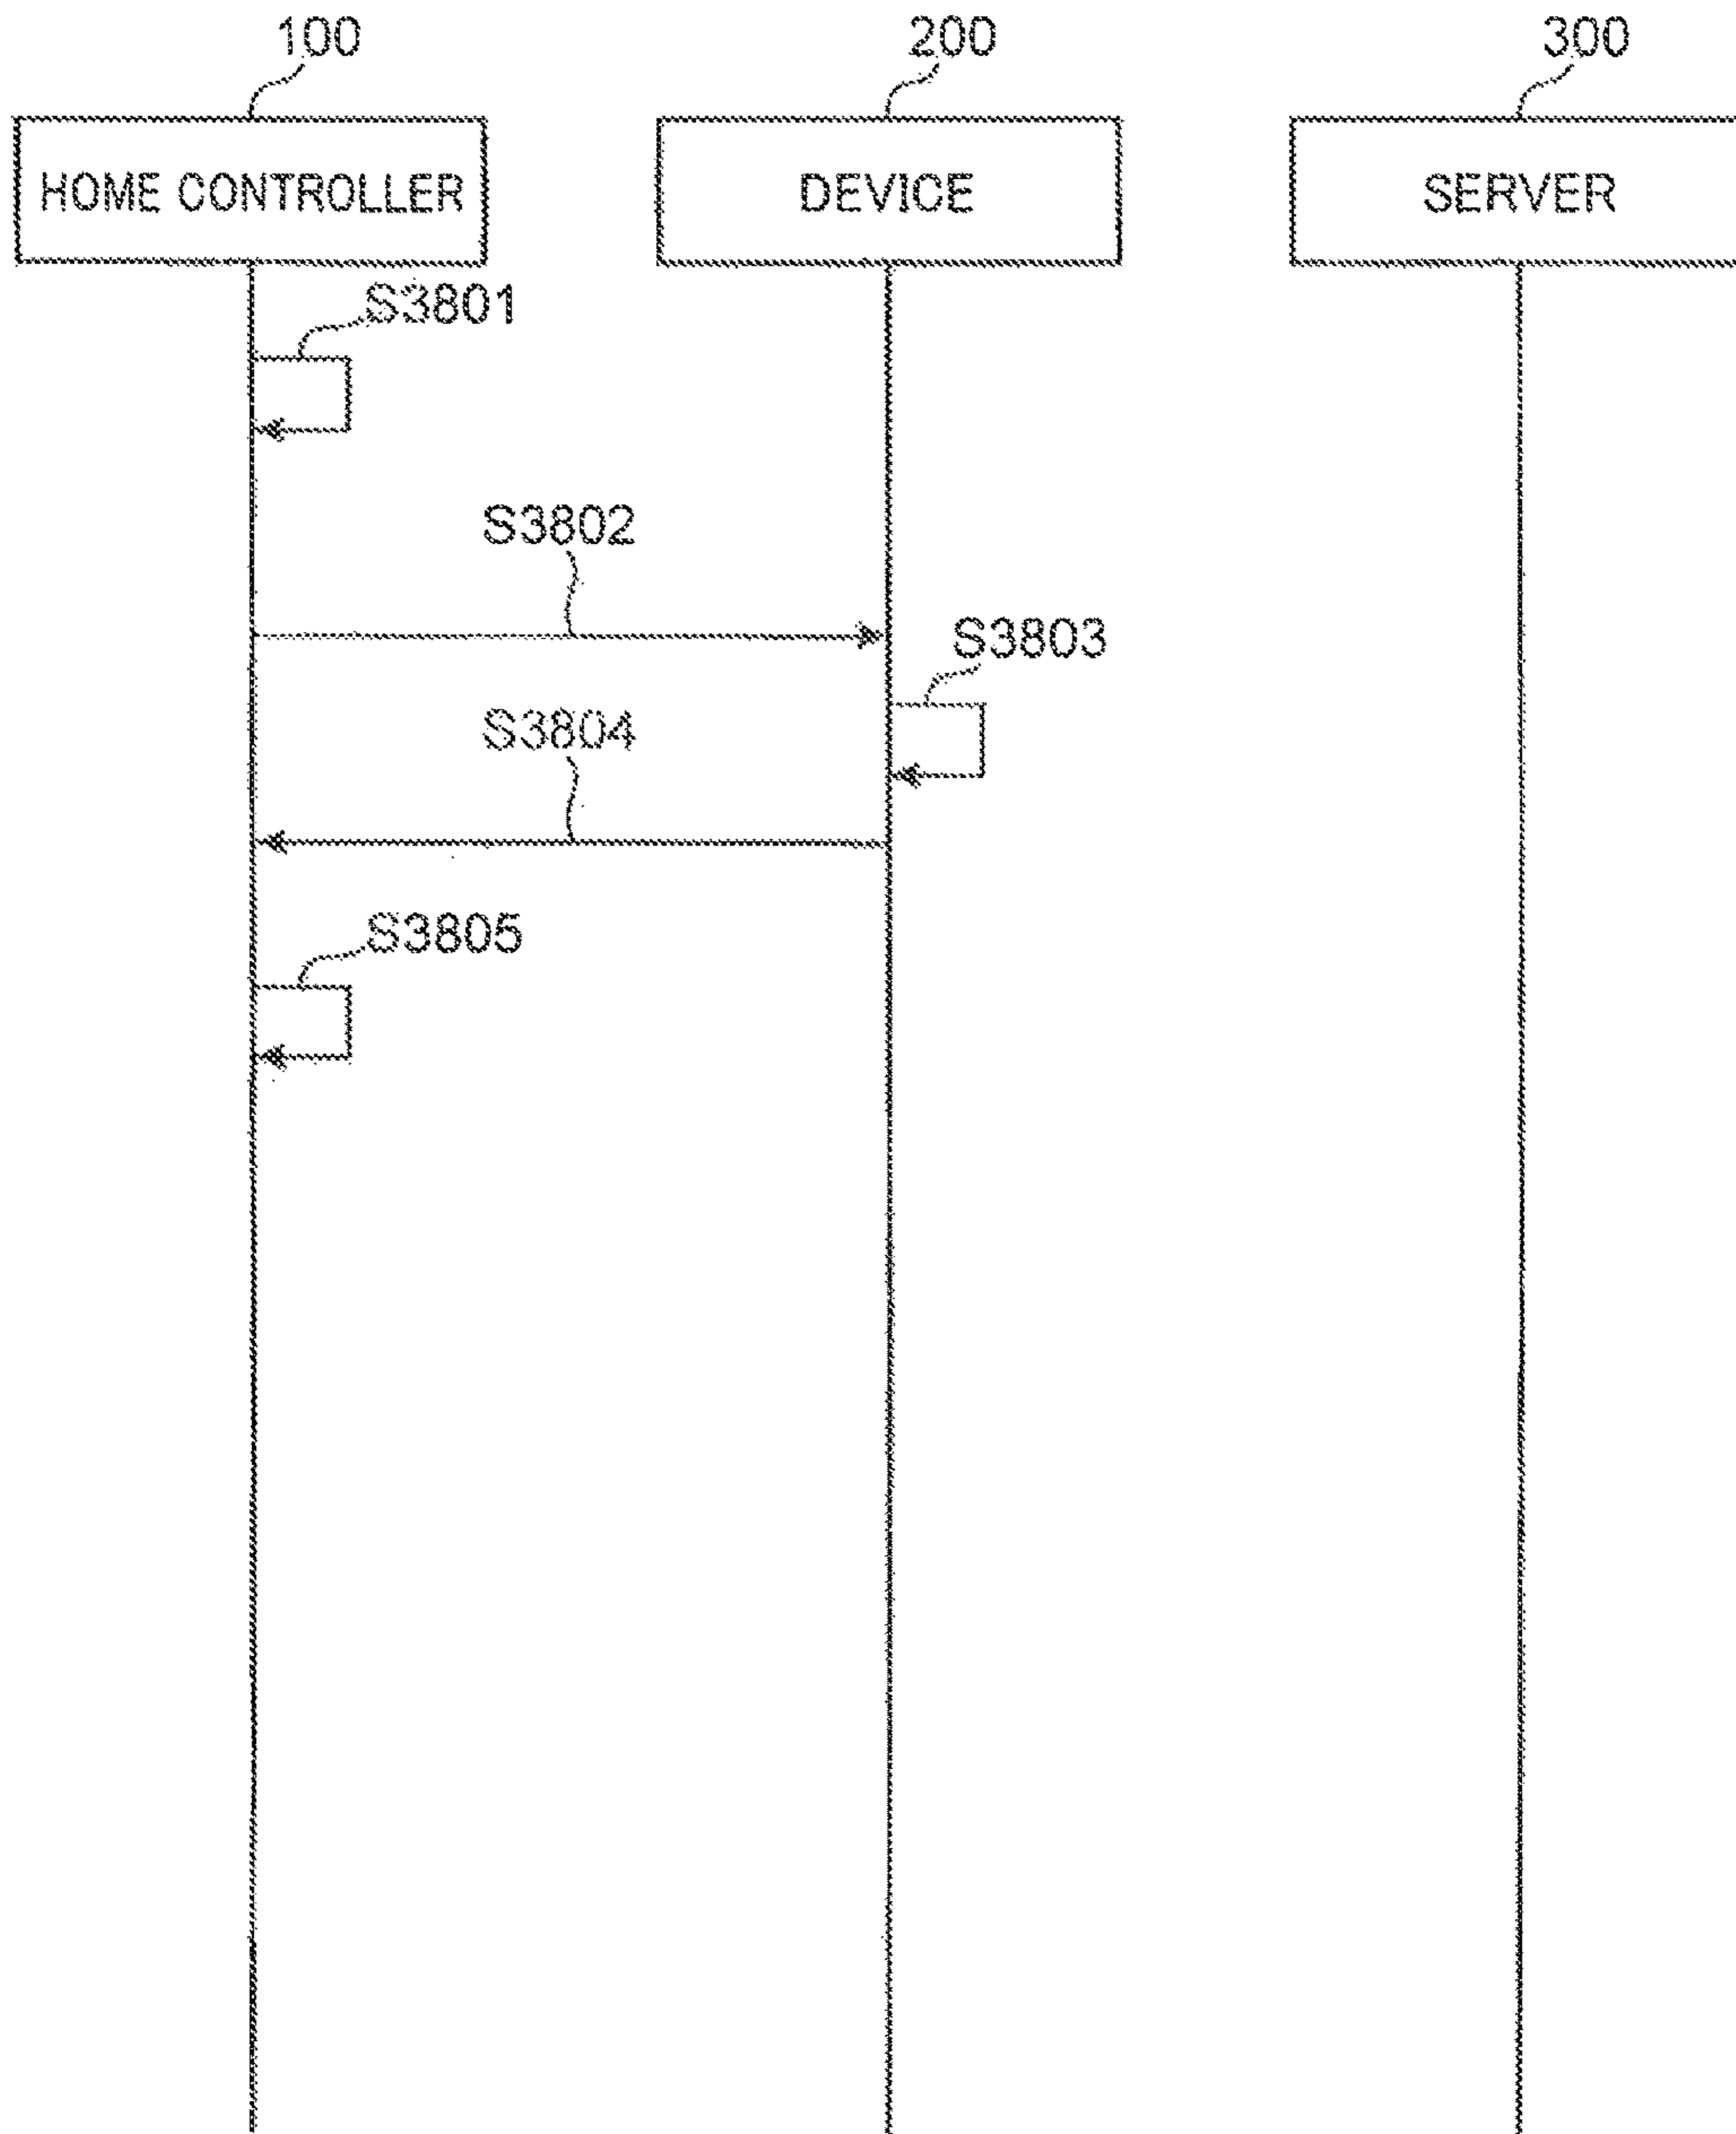 100
200
300
HOME CONTROLLER
DEVICE
SERVER
S3801
S3802
S3803
S3804
S3805